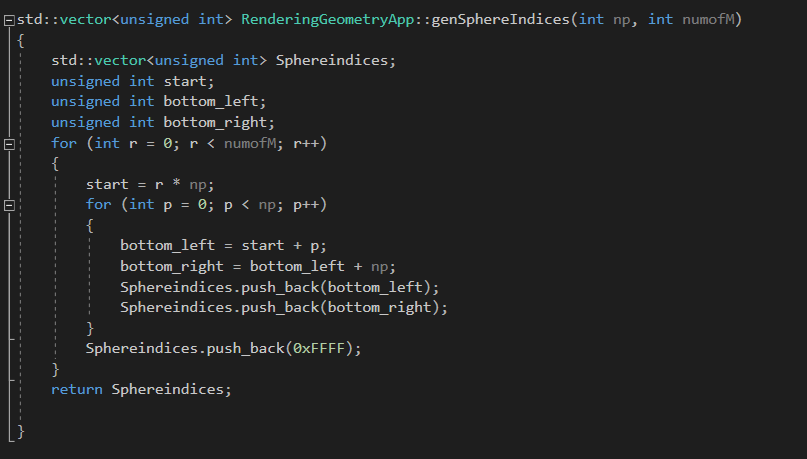 std::vector<unsigned int> RenderingGeometryApp::genSphereIndices(int np, int numofM)
{
    std::vector<unsigned int> Sphereindices;
    unsigned int start;
    unsigned int bottom_left;
    unsigned int bottom_right;
    for (int r = 0; r < numofM; r++)
    {
        start = r * np;
        for (int p = 0; p < np; p++)
        {
            bottom_left = start + p;
            bottom_right = bottom_left + np;
            Sphereindices.push_back(bottom_left);
            Sphereindices.push_back(bottom_right);
        }
        Sphereindices.push_back(0xFFFF);
    }
    return Sphereindices;

}